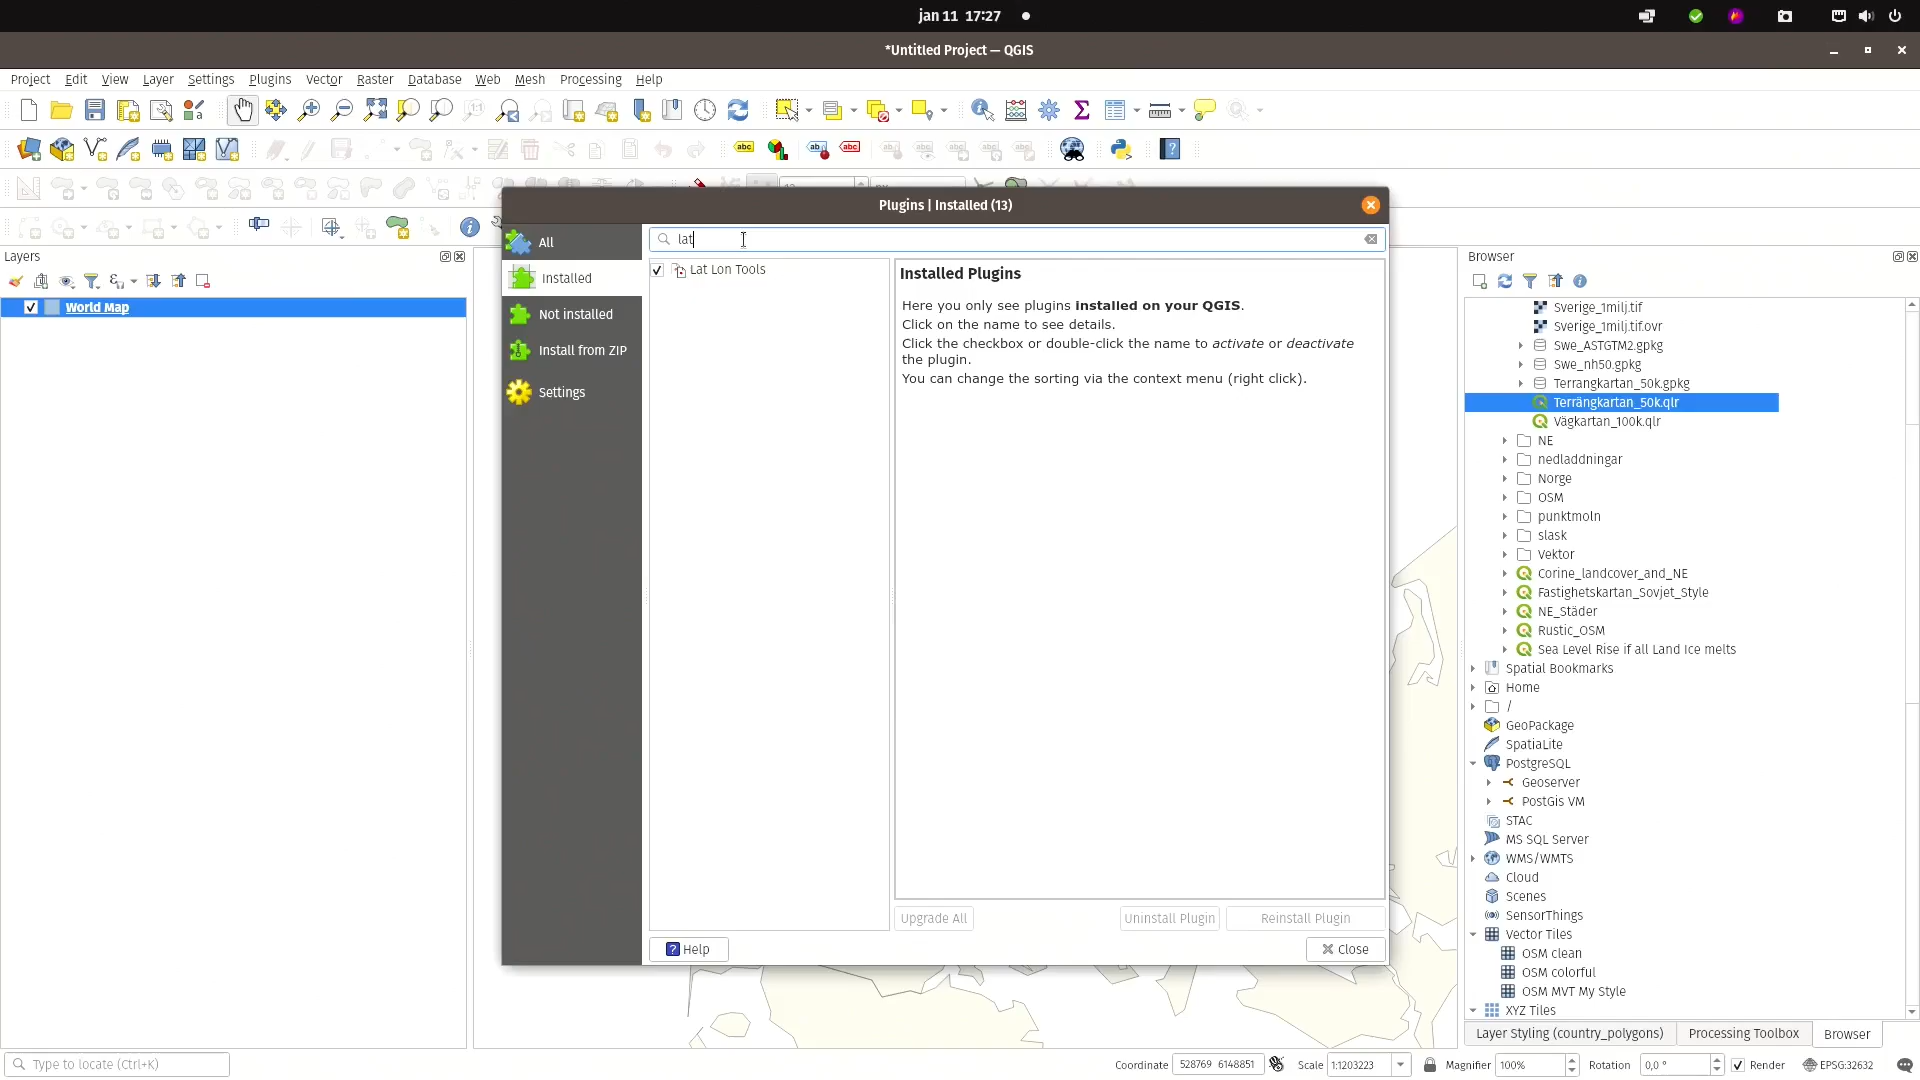 jan 11 17:27
*Untitled Project — QGIS
Project Edit View Layer Settings Plugins Vector Raster Database Web Mesh Processing Help
abc abc
Plugins | Installed (13)
Layers
World Map
All
Installed
Not installed
Install from ZIP
Settings
lat
Lat Lon Tools
Installed Plugins
Here you only see plugins installed on your QGIS.
Click on the name to see details.
Click the checkbox or double-click the name to activate or deactivate
the plugin.
You can change the sorting via the context menu (right click).
Upgrade All Uninstall Plugin Reinstall Plugin
Help Close
Browser
Sverige_1milj.tif
Sverige_1milj.tif.ovr
Swe_ASTGTM2.gpkg
Swe_nh50.gpkg
Terrangkartan_50k.gpkg
Terrängkartan_50k.qlr
Vägkartan_100k.qlr
NE
nedladdningar
Norge
OSM
punktmoln
slask
Vektor
Corine_landcover_and_NE
Fastighetskartan_Sovjet_Style
NE_Städer
Rustic_OSM
Sea Level Rise if all Land Ice melts
Spatial Bookmarks
Home
/
GeoPackage
SpatiaLite
PostgreSQL
Geoserver
PostGis VM
STAC
MS SQL Server
WMS/WMTS
Cloud
Scenes
SensorThings
Vector Tiles
OSM clean
OSM colorful
OSM MVT My Style
XYZ Tiles
Layer Styling (country_polygons) Processing Toolbox Browser
Type to locate (Ctrl+K) Coordinate 528769 6148851 Scale 1:1203223 Magnifier 100% Rotation 0,0 ° Render EPSG:32632